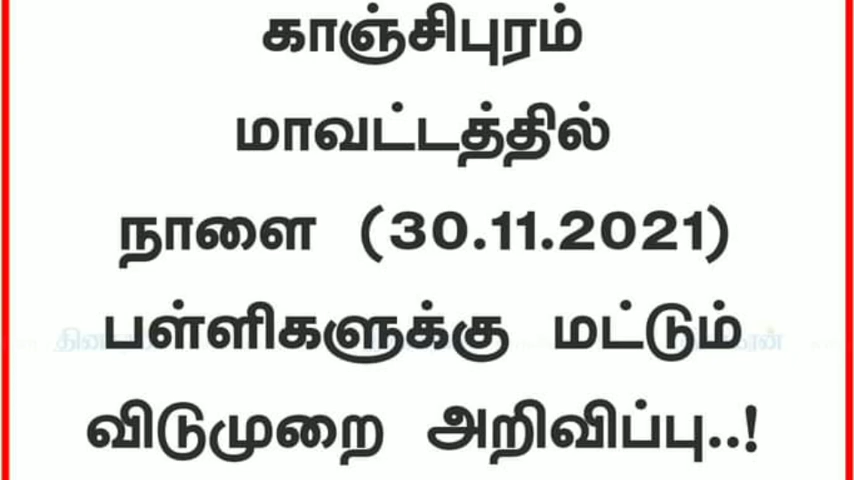 காஞ்சிபுரம்
மாவட்டத்தில்
நாளை (30.11.2021)
பள்ளிகளுக்கு மட்டும்
விடுமுறை அறிவிப்பு..!